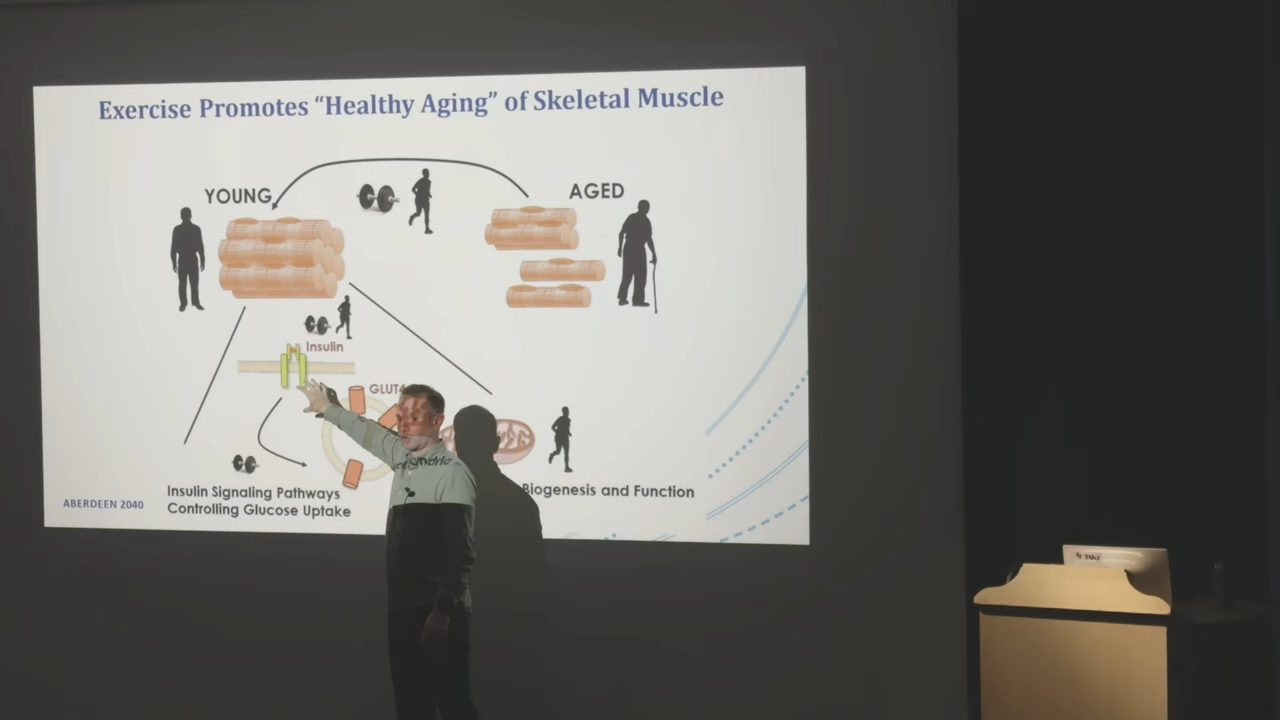 Exercise Promotes “Healthy Aging” of Skeletal Muscle
YOUNG
AGED
Insulin
GLUT4
Insulin Signaling Pathways
Controlling Glucose Uptake
Biogenesis and Function
ABERDEEN 2040